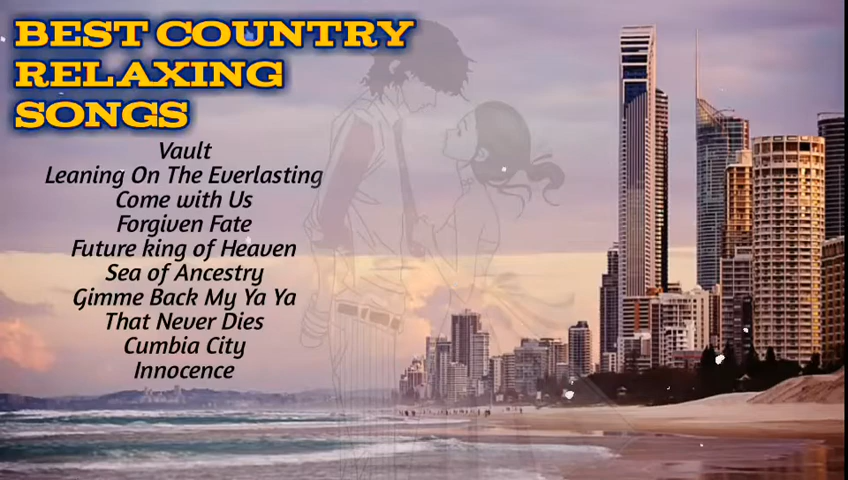 BEST COUNTRY
RELAXING
SONGS
Vault
Leaning On The Everlasting
Come with Us
Forgiven Fate
Future king of Heaven
Sea of Ancestry
Gimme Back My Ya Ya
That Never Dies
Cumbia City
Innocence